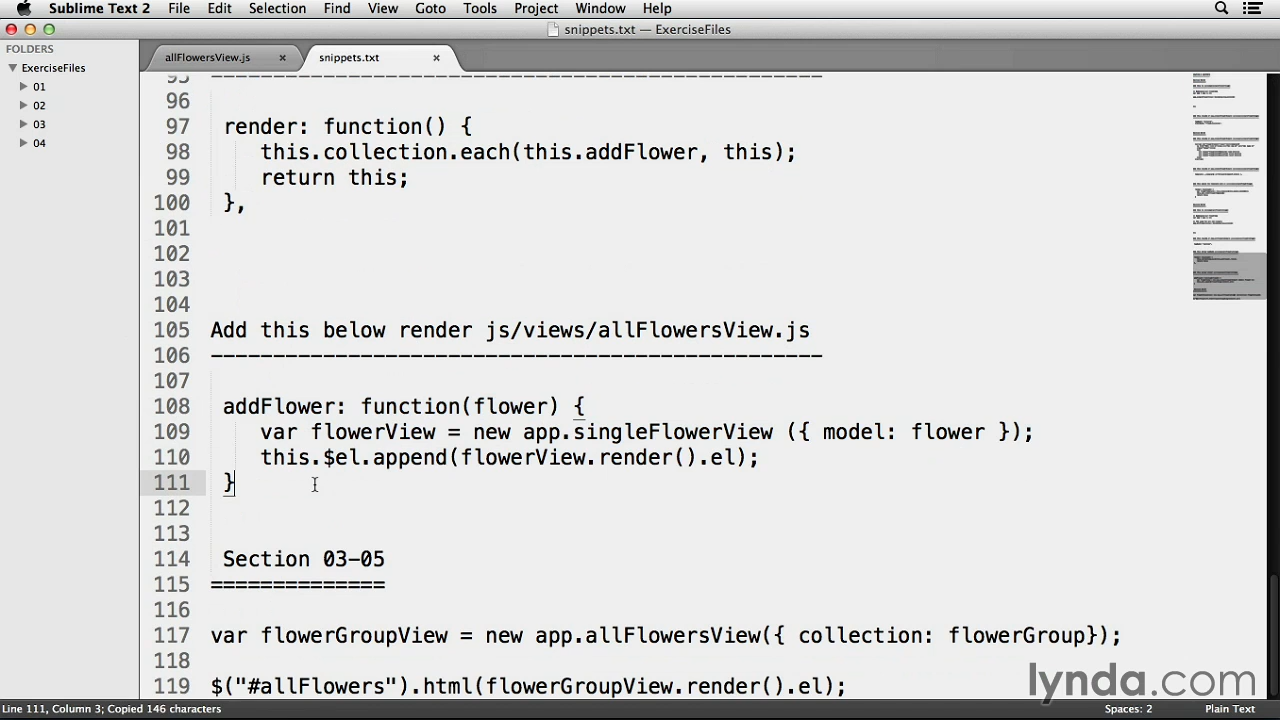 Sublime Text 2 File Edit Selection Find View Goto Tools Project Window Help
snippets.txt — ExerciseFiles
FOLDERS
ExerciseFiles
01
02
03
04
allFlowersView.js × snippets.txt ×
95 -------------------------------------------------
96
97 render: function() {
98 this.collection.each(this.addFlower, this);
99 return this;
100 },
101
102
103
104
105 Add this below render js/views/allFlowersView.js
106 -------------------------------------------------
107
108 addFlower: function(flower) {
109 var flowerView = new app.singleFlowerView ({ model: flower });
110 this.$el.append(flowerView.render().el);
111 }
112
113
114 Section 03-05
115 ==============
116
117 var flowerGroupView = new app.allFlowersView({ collection: flowerGroup});
118
119 $("#allFlowers").html(flowerGroupView.render().el);
lynda.com
Line 111, Column 3; Copied 146 characters Spaces: 2 Plain Text